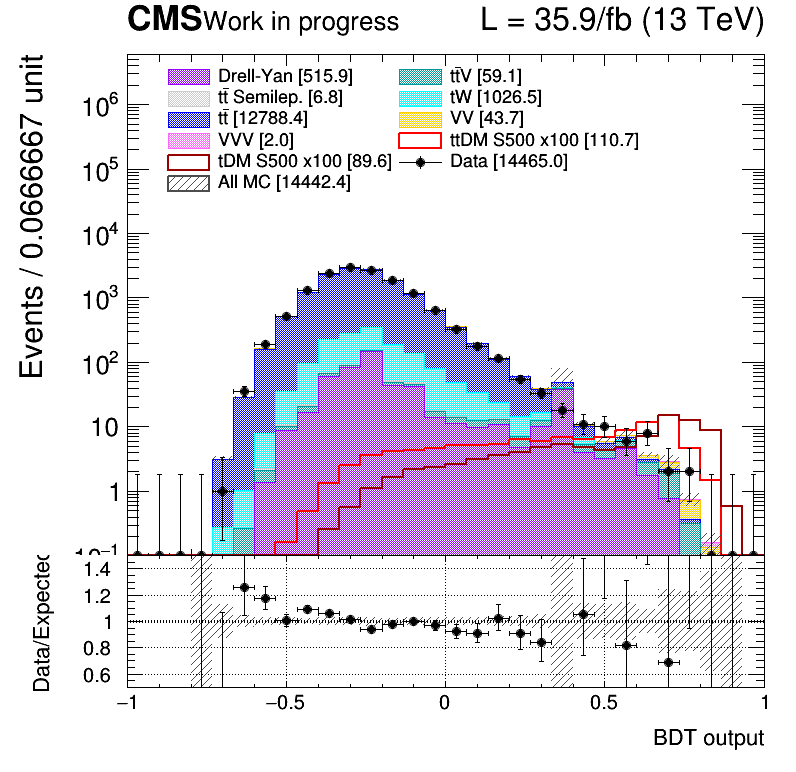 CMS Work in progress L = 35.9/fb (13 TeV)
Drell-Yan [515.9] tt̄V [59.1]
tt̄ Semilep. [6.8] tW [1026.5]
tt̄ [12788.4] VV [43.7]
VVV [2.0] ttDM S500 x100 [110.7]
tDM S500 x100 [89.6] Data [14465.0]
All MC [14442.4]
Events / 0.0666667 unit
10⁶
10⁵
10⁴
10³
10²
10
1
10⁻¹
Data/Expected
1.4
1.2
1
0.8
0.6
−1 −0.5 0 0.5 1
BDT output